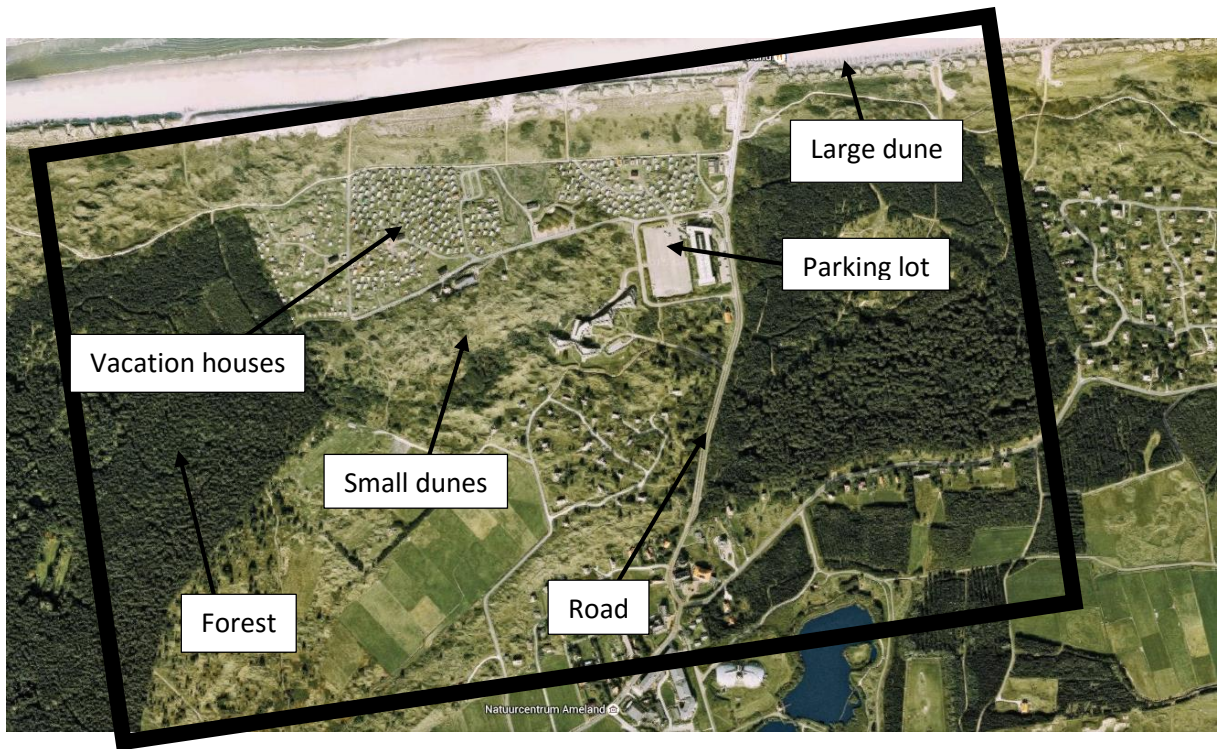 Large dune
Parking lot
Vacation houses
Small dunes
Road
Forest
Natuurcentrum Ameland